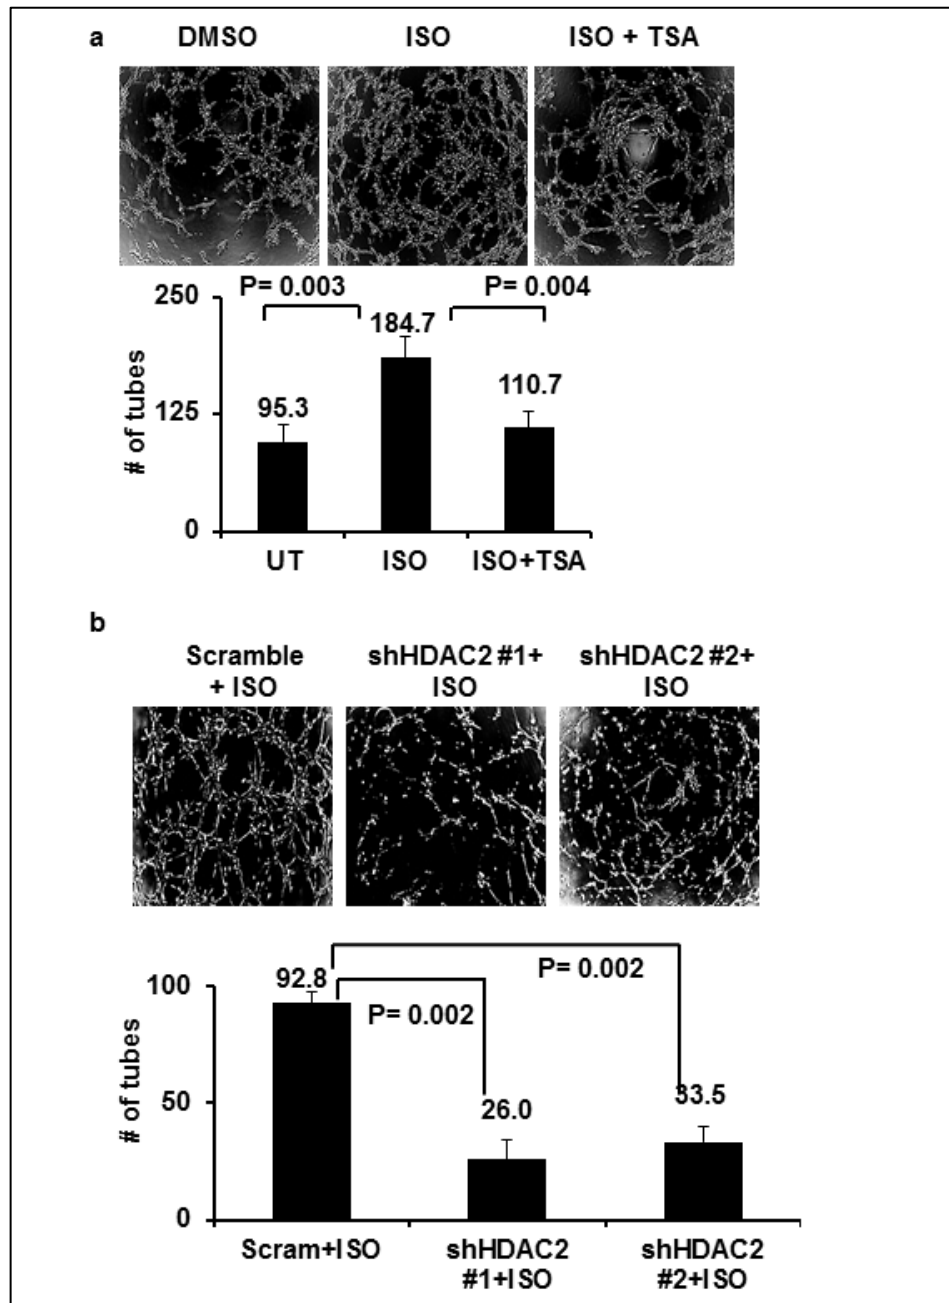 a
DMSO ISO ISO + TSA
P= 0.003 P= 0.004
250
184.7
110.7
95.3
125
# of tubes
0
UT ISO ISO+TSA
b
Scramble
+ ISO
shHDAC2 #1+
ISO
shHDAC2 #2+
ISO
P= 0.002
92.8
100
P= 0.002
# of tubes
50
26.0
33.5
0
Scram+ISO
shHDAC2
#1+ISO
shHDAC2
#2+ISO